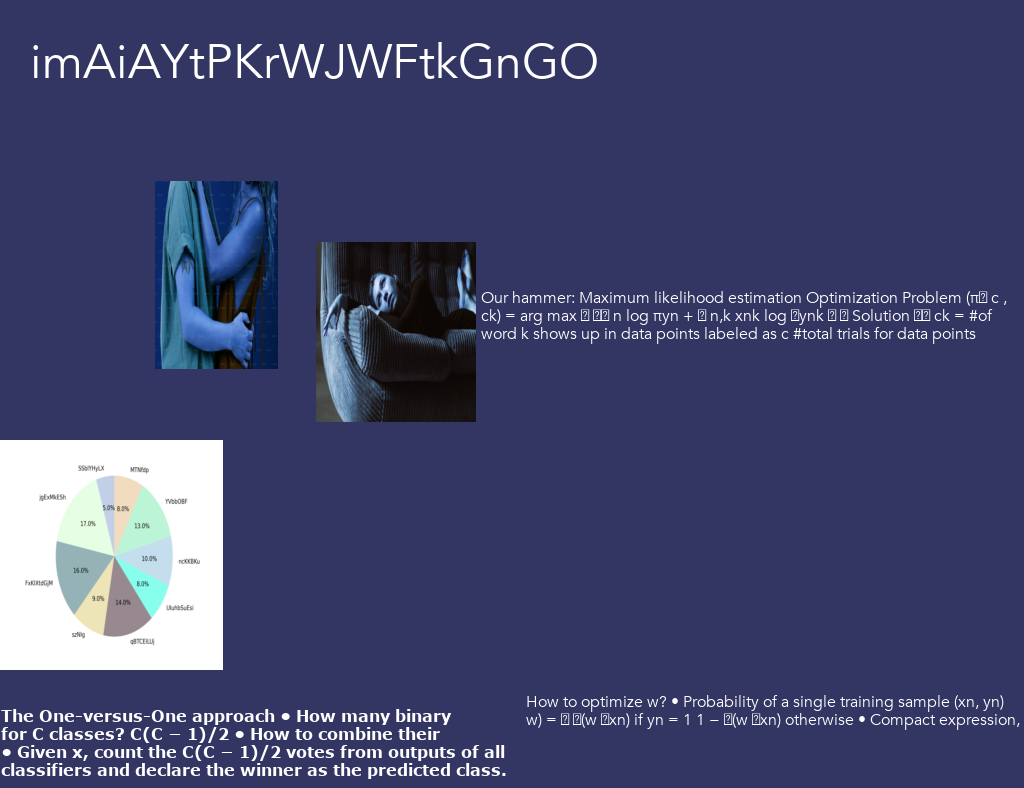 imAiAYtPKrWJWFtkGnGO
Our hammer: Maximum likelihood estimation Optimization Problem (π c ,
ck) = arg max n log πyn + n,k xnk log ynk Solution ck = #of
word k shows up in data points labeled as c #total trials for data points
SSbIYHyLX
MTNfdp
jgExMkESh
YVbbOBF
5.0%
8.0%
17.0%
13.0%
10.0%
ncKKBKu
16.0%
8.0%
FxKIXtdGjM
9.0%
14.0%
UluhbSuEsi
szNIg
qBTCEILUj
How to optimize w? • Probability of a single training sample (xn, yn)
w) = (w xn) if yn = 1 1 − (w xn) otherwise • Compact expression,
The One-versus-One approach • How many binary
for C classes? C(C − 1)/2 • How to combine their
• Given x, count the C(C − 1)/2 votes from outputs of all
classifiers and declare the winner as the predicted class.